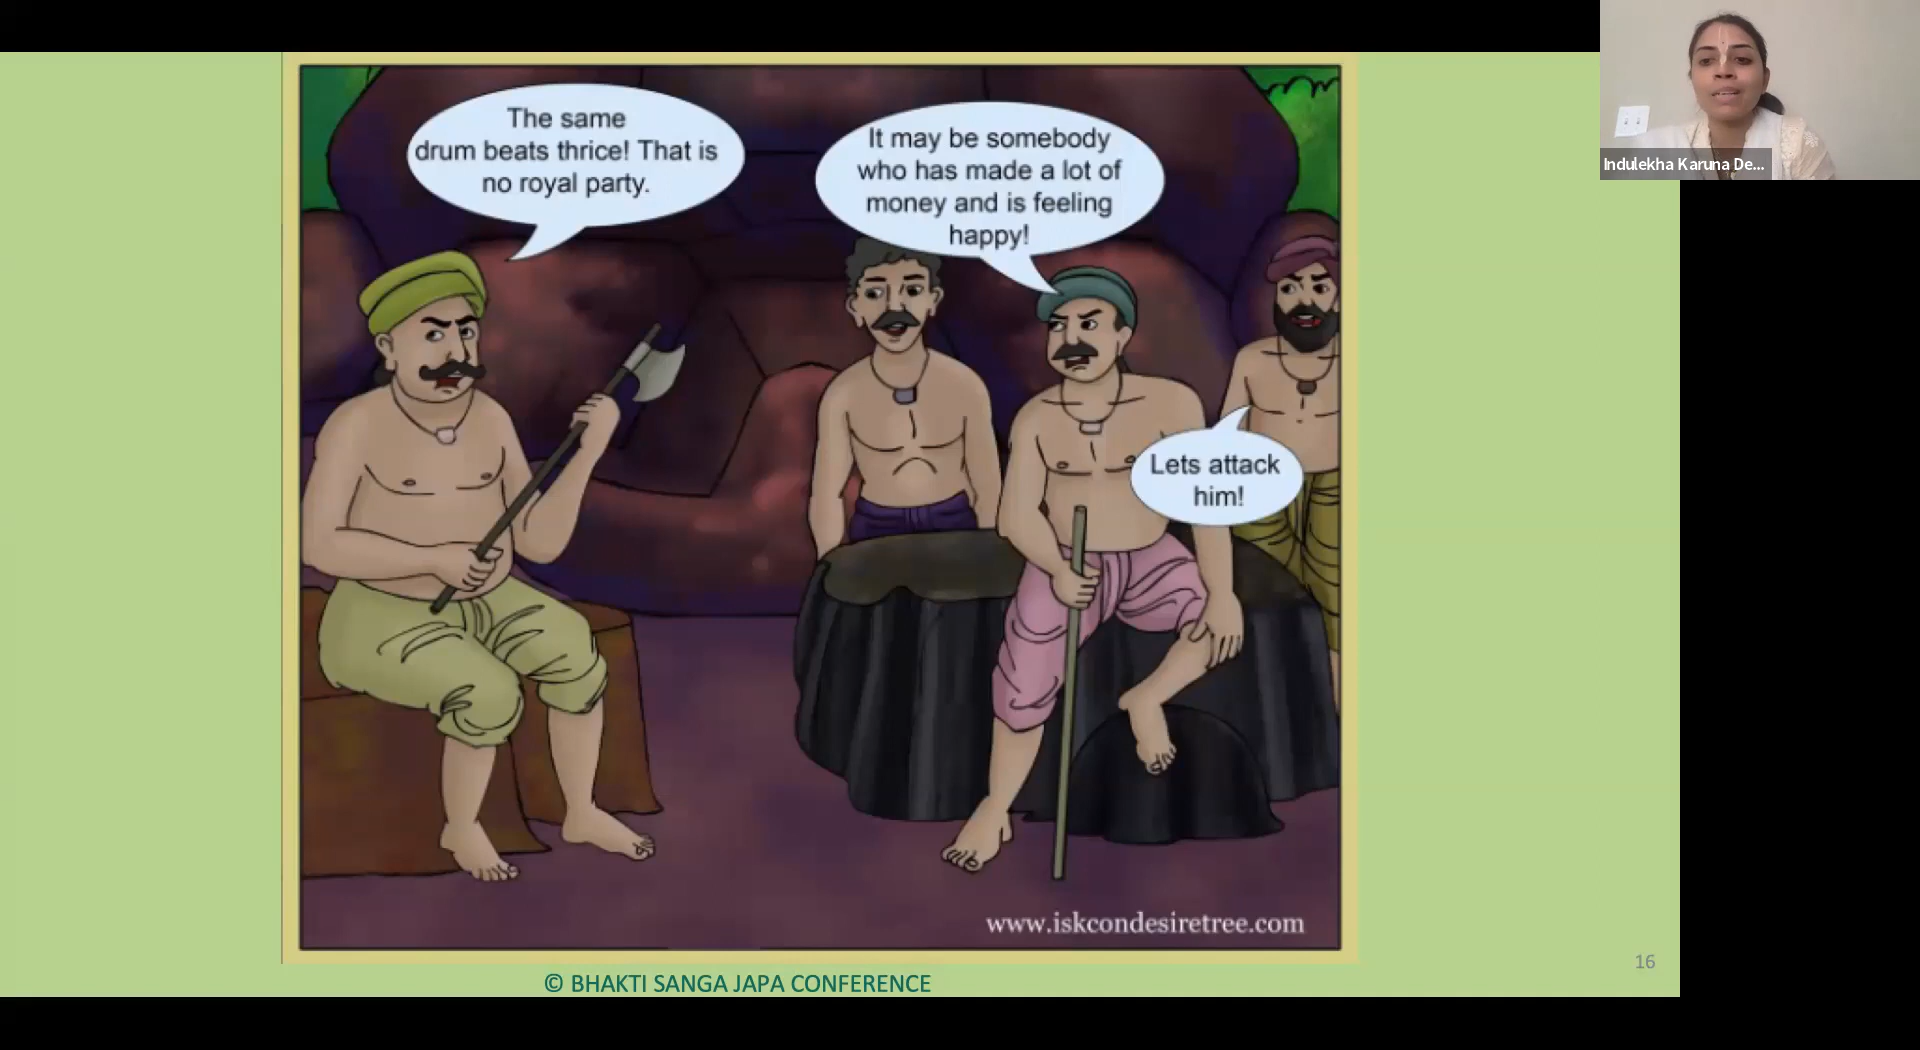 The same
drum beats thrice! That is
no royal party.
It may be somebody
who has made a lot of
money and is feeling
happy!
Lets attack
him!
www.iskcondesiretree.com
© BHAKTI SANGA JAPA CONFERENCE
16
Indulekha Karuna De...